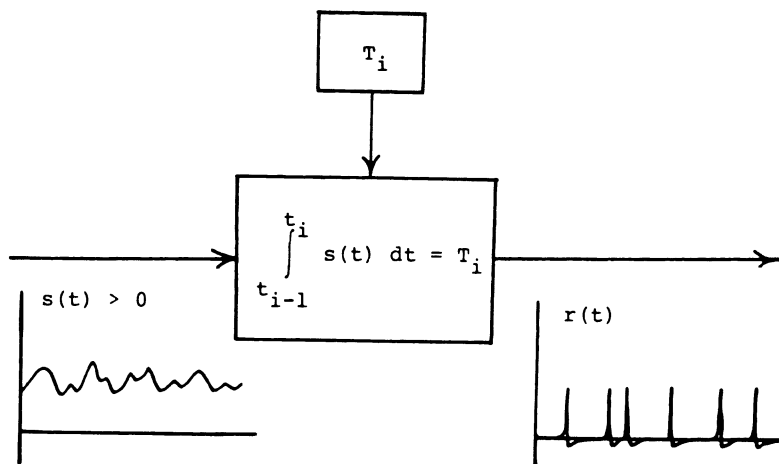 T_i
t_i
∫ s(t) dt = T_i
t_{i-1}
s(t) > 0
r(t)